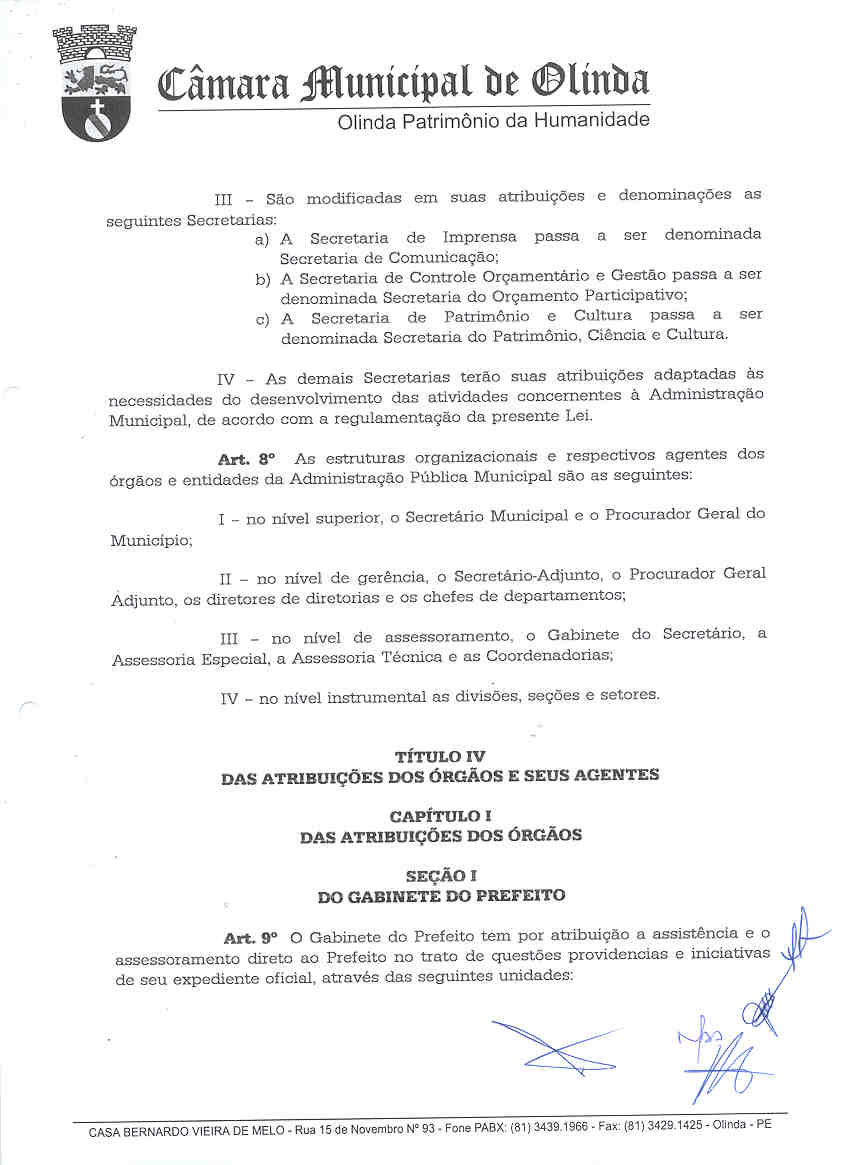 Câmara Municipal de Olinda
Olinda Patrimônio da Humanidade
III – São modificadas em suas atribuições e denominações as
seguintes Secretarias:
a) A Secretaria de Imprensa passa a ser denominada
Secretaria de Comunicação;
b) A Secretaria de Controle Orçamentário e Gestão passa a ser
denominada Secretaria do Orçamento Participativo;
c) A Secretaria de Patrimônio e Cultura passa a ser
denominada Secretaria do Patrimônio, Ciência e Cultura.
IV – As demais Secretarias terão suas atribuições adaptadas às
necessidades do desenvolvimento das atividades concernentes à Administração
Municipal, de acordo com a regulamentação da presente Lei.
Art. 8º As estruturas organizacionais e respectivos agentes dos
órgãos e entidades da Administração Pública Municipal são as seguintes:
I – no nível superior, o Secretário Municipal e o Procurador Geral do
Município;
II – no nível de gerência, o Secretário-Adjunto, o Procurador Geral
Adjunto, os diretores de diretorias e os chefes de departamentos;
III – no nível de assessoramento, o Gabinete do Secretário, a
Assessoria Especial, a Assessoria Técnica e as Coordenadorias;
IV – no nível instrumental as divisões, seções e setores.
TÍTULO IV
DAS ATRIBUIÇÕES DOS ÓRGÃOS E SEUS AGENTES
CAPÍTULO I
DAS ATRIBUIÇÕES DOS ÓRGÃOS
SEÇÃO I
DO GABINETE DO PREFEITO
Art. 9º O Gabinete do Prefeito tem por atribuição a assistência e o
assessoramento direto ao Prefeito no trato de questões providencias e iniciativas
de seu expediente oficial, através das seguintes unidades:
CASA BERNARDO VIEIRA DE MELO - Rua 15 de Novembro Nº 93 - Fone PABX: (81) 3439.1966 - Fax: (81) 3429.1425 - Olinda - PE